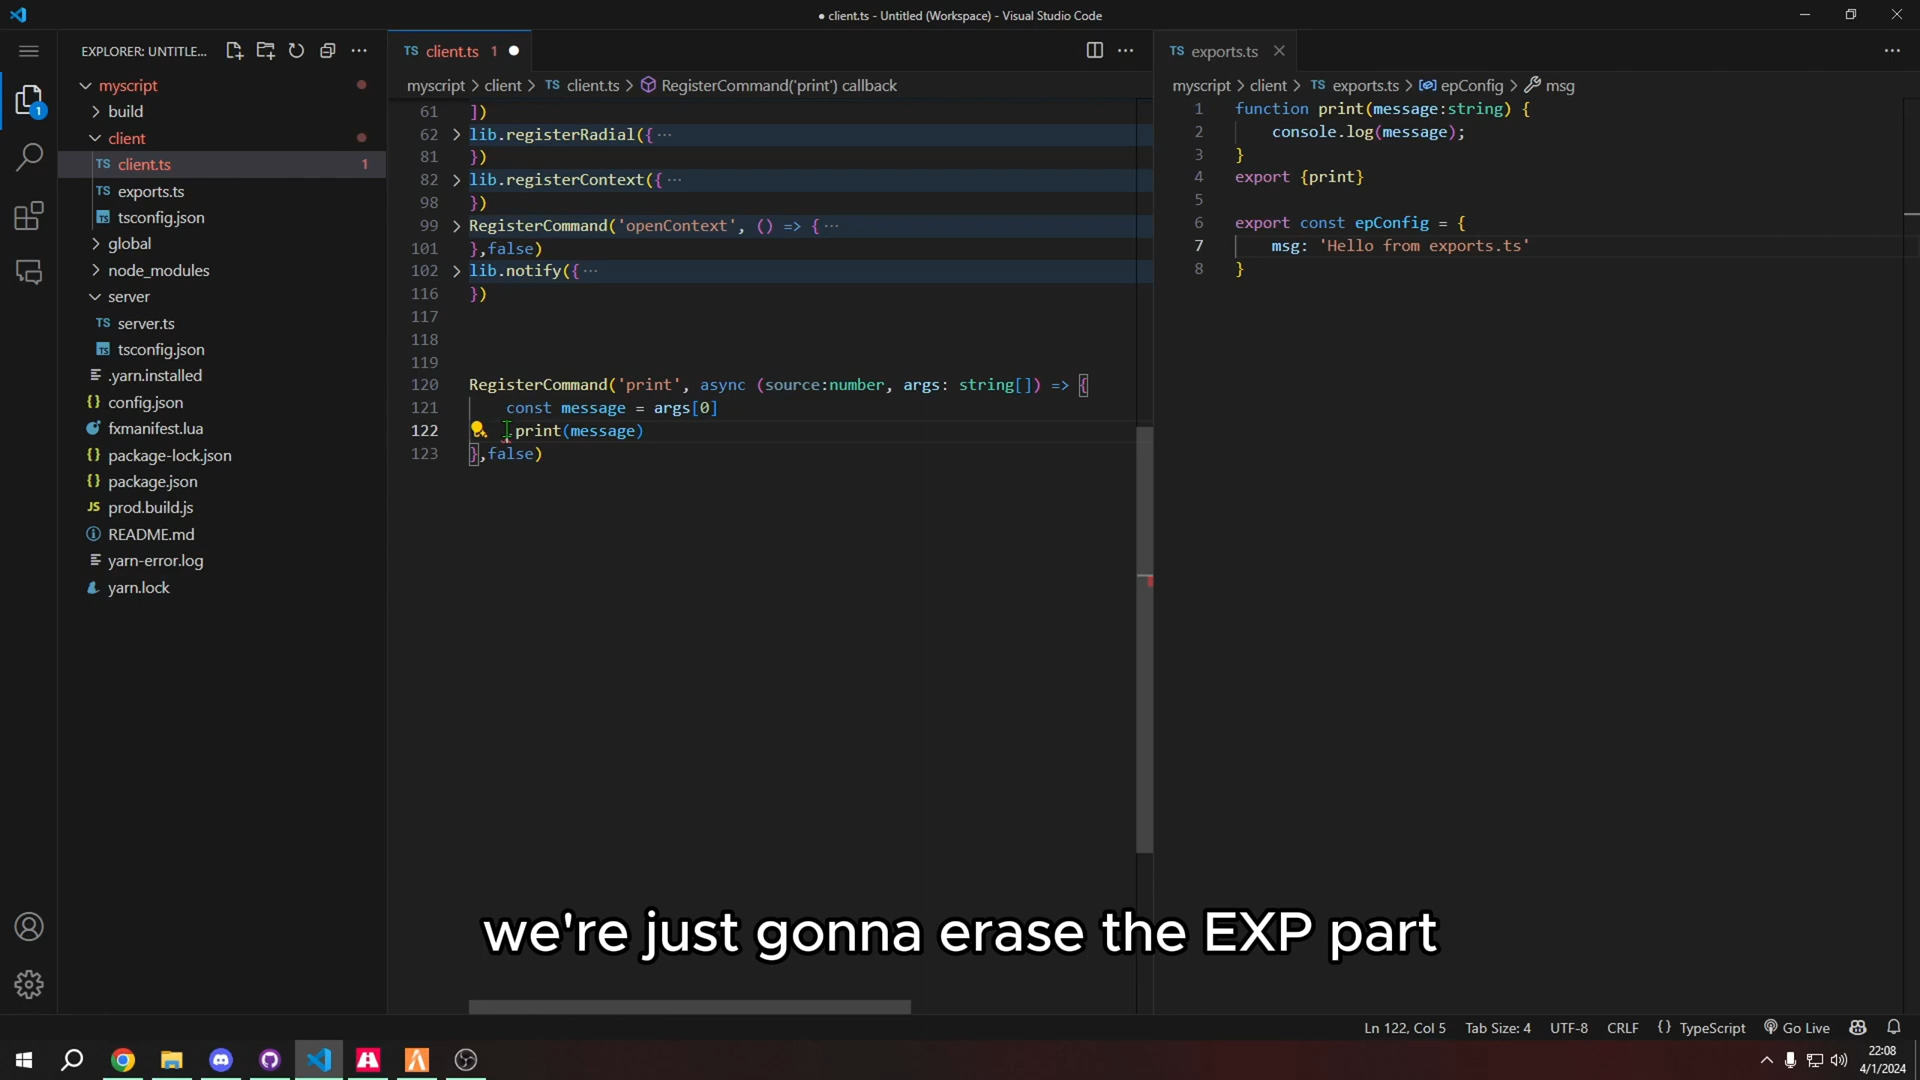 ● client.ts - Untitled (Workspace) - Visual Studio Code
EXPLORER: UNTITLE...
myscript
build
client
TS client.ts 1
TS exports.ts
tsconfig.json
global
node_modules
server
TS server.ts
tsconfig.json
.yarn.installed
config.json
fxmanifest.lua
package-lock.json
package.json
JS prod.build.js
README.md
yarn-error.log
yarn.lock
1
TS client.ts 1 ●
myscript > client > TS client.ts > RegisterCommand('print') callback
61 ])
62 > lib.registerRadial({ ···
81 })
82 > lib.registerContext({ ···
98 })
99 > RegisterCommand('openContext', () => { ···
101 },false)
102 > lib.notify({ ···
116 })
117
118
119
120 RegisterCommand('print', async (source:number, args: string[]) => {
121 const message = args[0]
122 .print(message)
123 },false)
TS exports.ts
myscript > client > TS exports.ts > epConfig > msg
1 function print(message:string) {
2 console.log(message);
3 }
4 export {print}
5
6 export const epConfig = {
7 msg: 'Hello from exports.ts'
8 }
we're just gonna erase the EXP part
Ln 122, Col 5 Tab Size: 4 UTF-8 CRLF {} TypeScript Go Live
22:08
4/1/2024